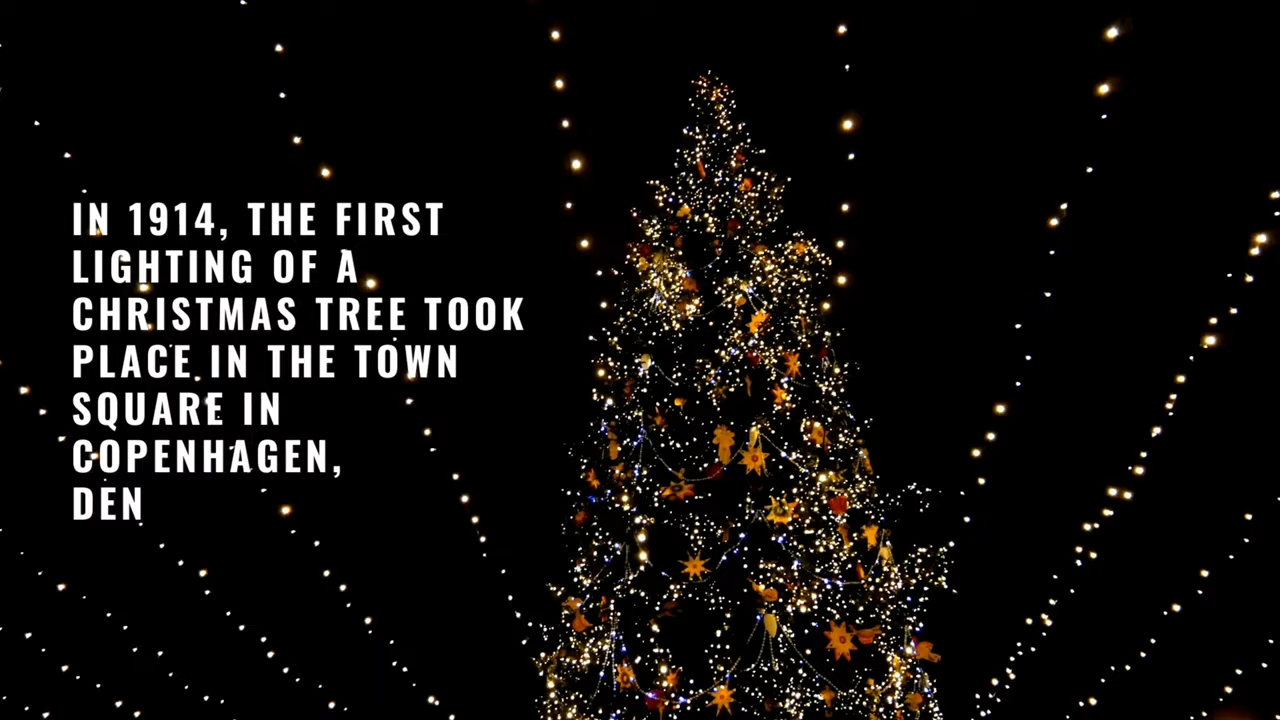 IN 1914, THE FIRST
LIGHTING OF A
CHRISTMAS TREE TOOK
PLACE IN THE TOWN
SQUARE IN
COPENHAGEN,
DEN